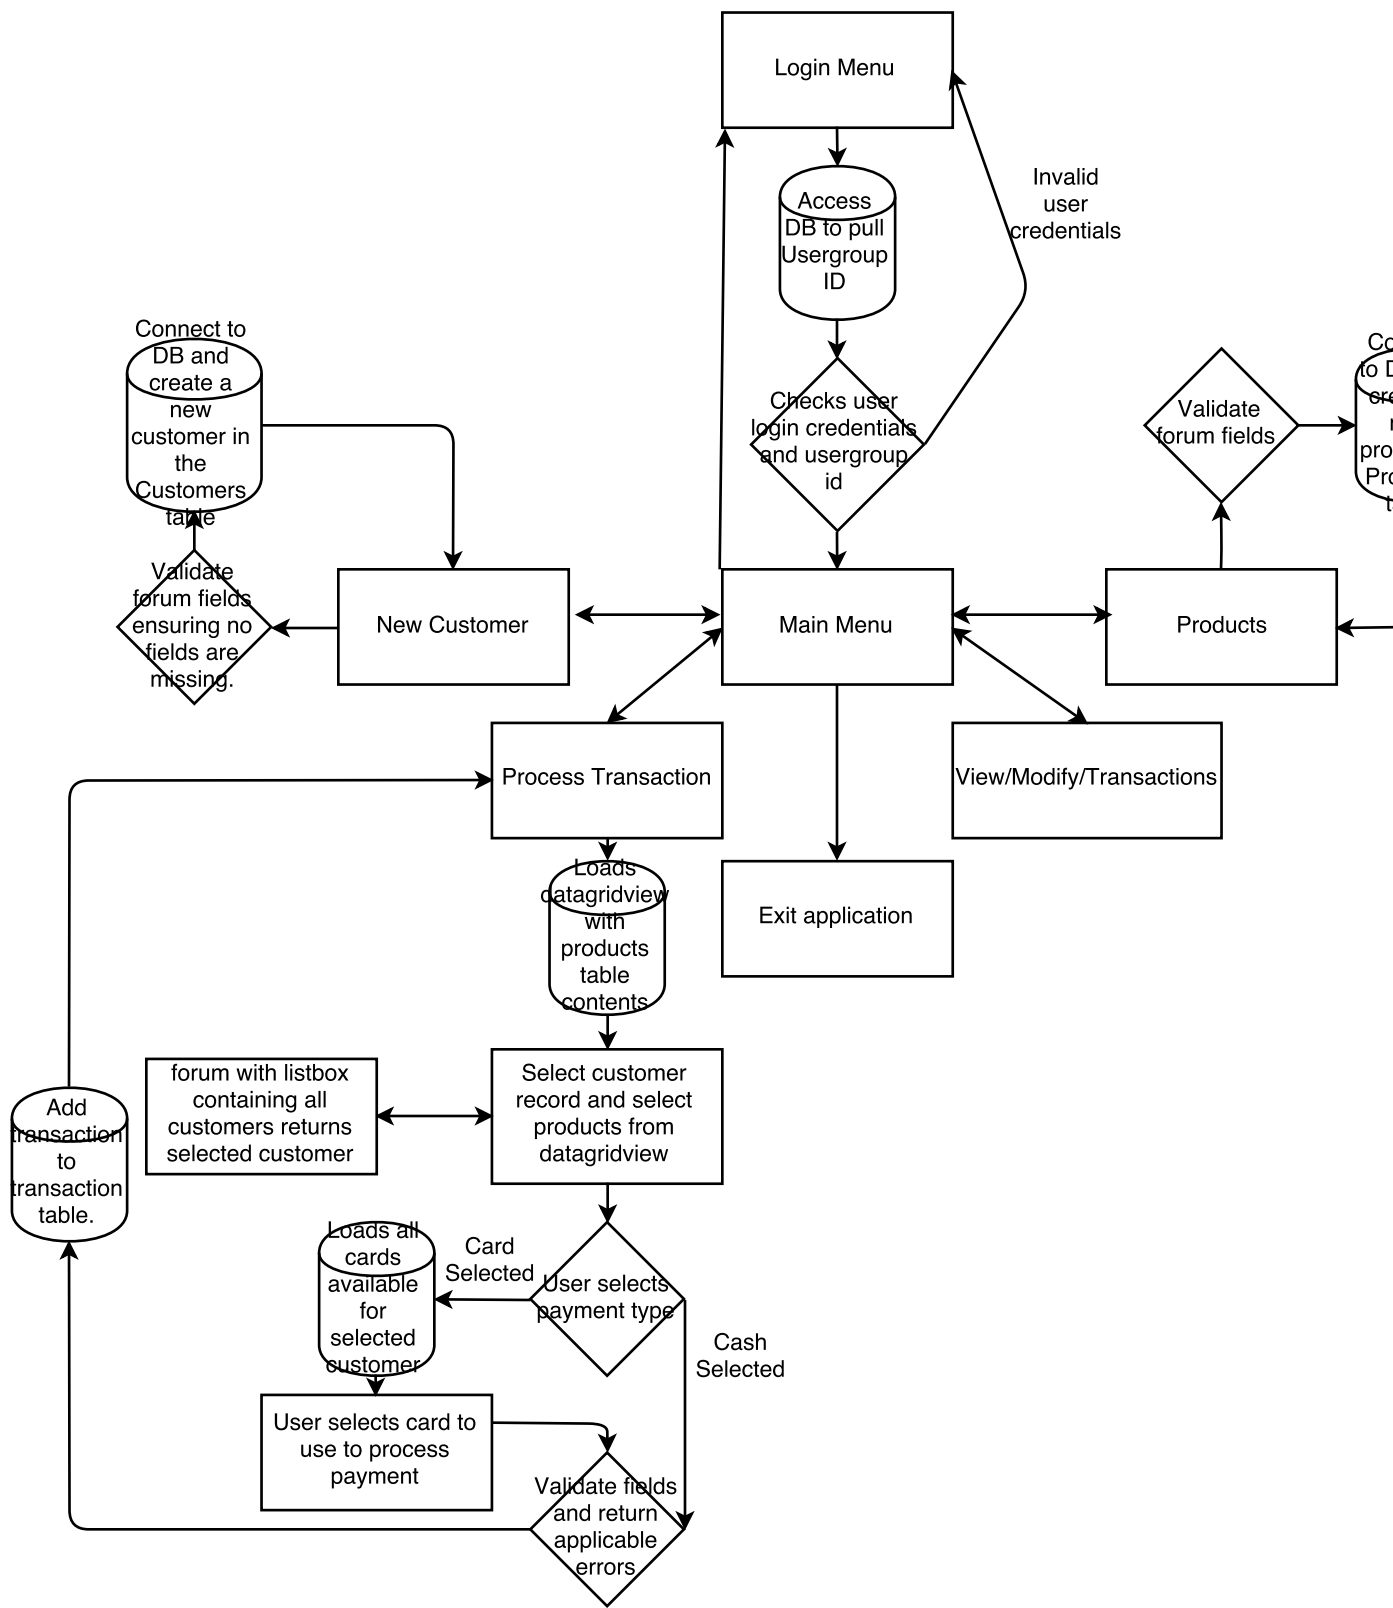 Login Menu
Access
DB to pull
Usergroup
ID
Invalid
user
credentials
Checks user
login credentials
and usergroup
id
Connect to
DB and
create a
new
customer in
the
Customers
table
Validate
forum fields
ensuring no
fields are
missing.
New Customer
Main Menu
Products
Validate
forum fields
to
Process Transaction
View/Modify/Transactions
Exit application
Loads
datagridview
with
products
table
contents
forum with listbox
containing all
customers returns
selected customer
Select customer
record and select
products from
datagridview
Add
transaction
to
transaction
table.
Loads all
cards
available
for
selected
customer
Card
Selected
User selects
payment type
Cash
Selected
User selects card to
use to process
payment
Validate fields
and return
applicable
errors